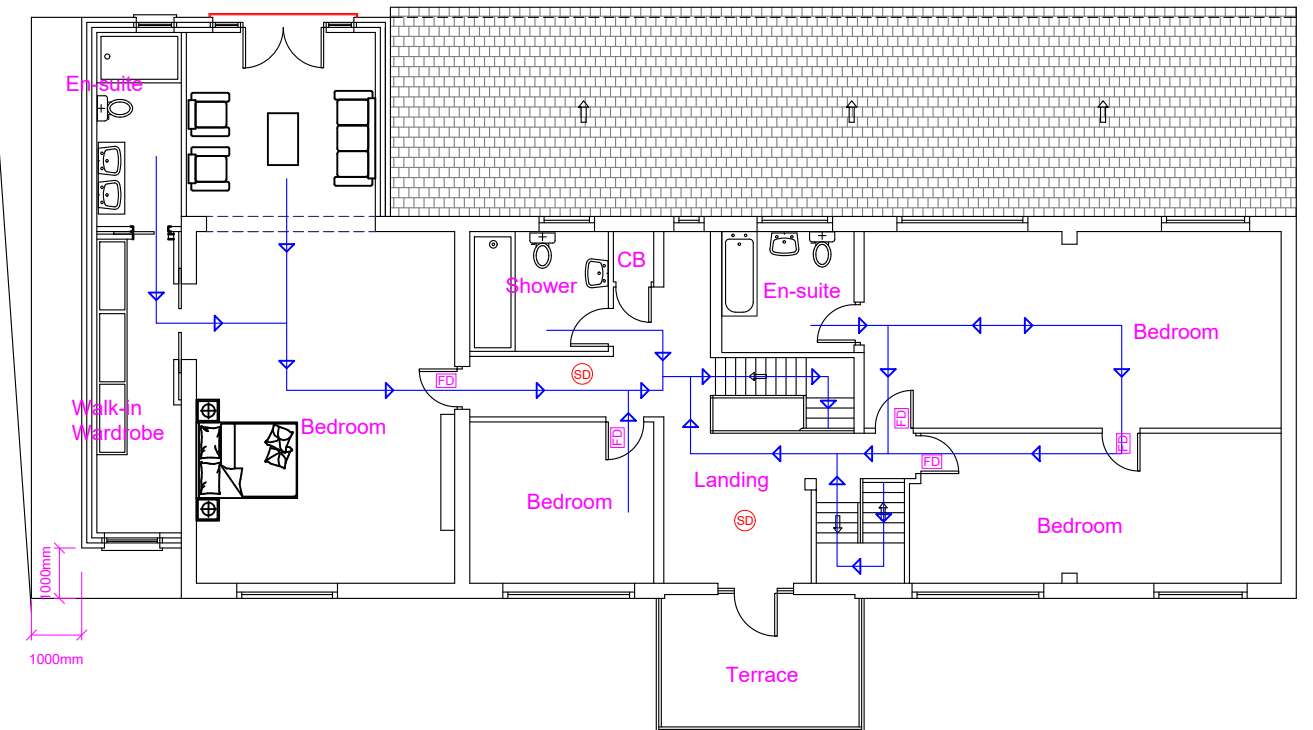 En-suite
CB
Shower
En-suite
Bedroom
SD
FD
Walk-in
Wardrobe
Bedroom
FD
FD
FD
FD
Landing
Bedroom
SD
Bedroom
1000mm
1000mm
Terrace